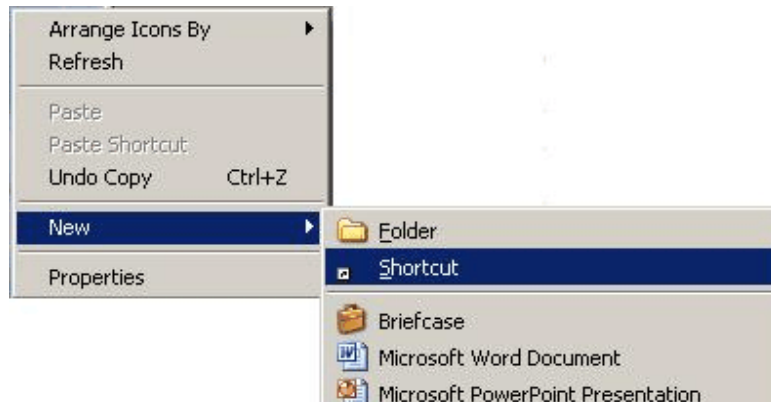 Arrange Icons By
Refresh
Paste
Paste Shortcut
Undo Copy Ctrl+Z
New
Properties
Folder
Shortcut
Briefcase
Microsoft Word Document
Microsoft PowerPoint Presentation